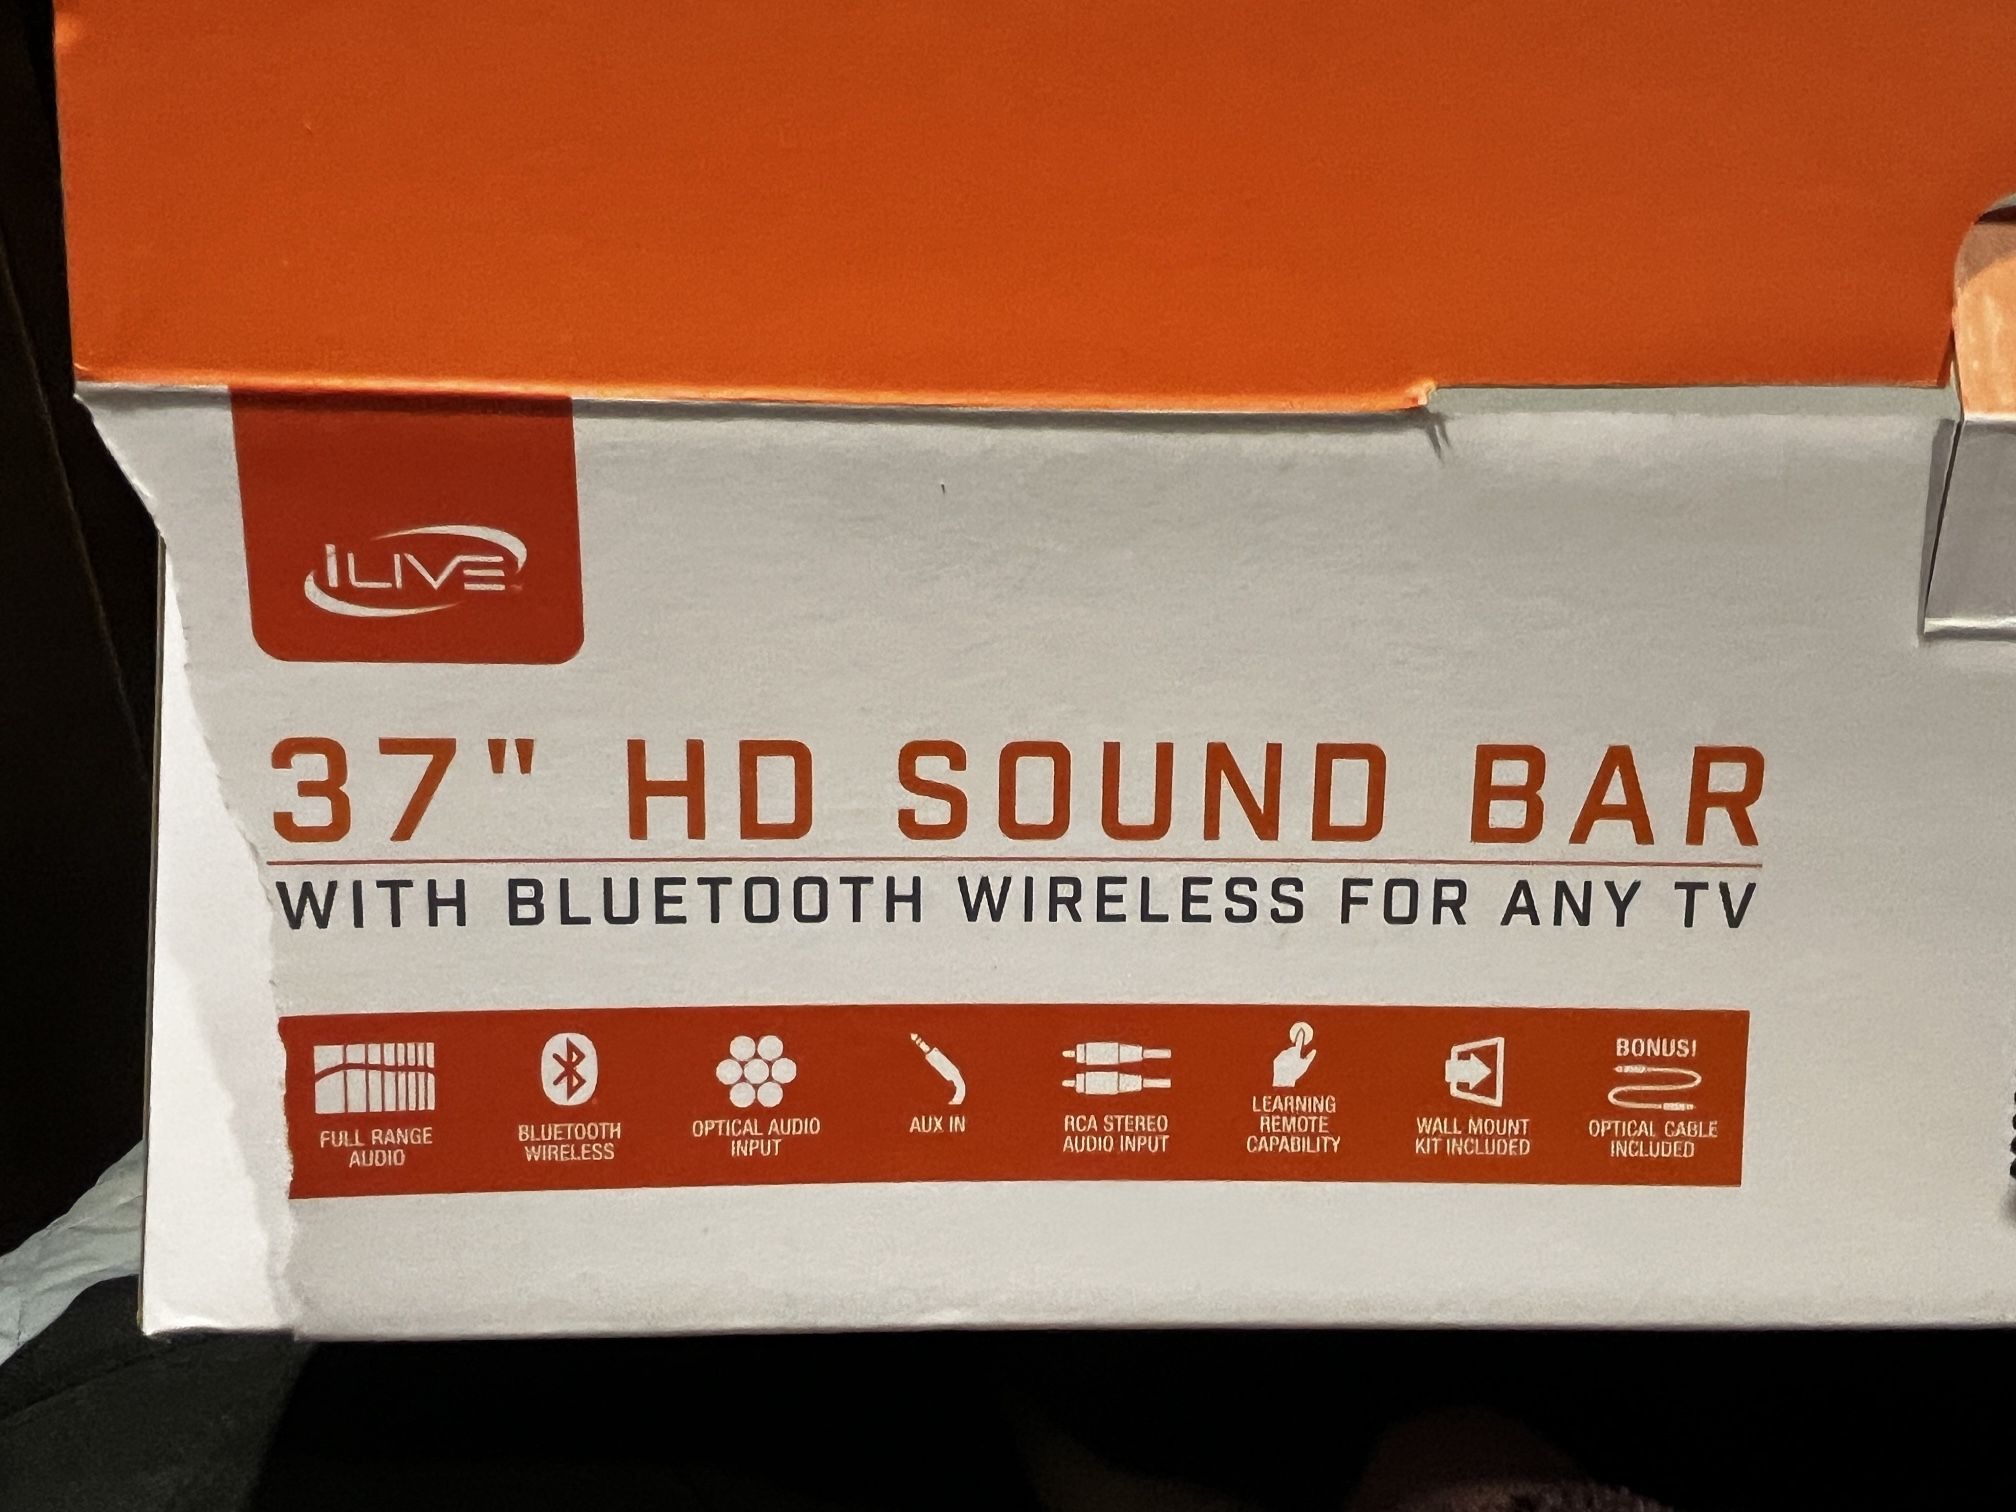 iLIVE
37" HD SOUND BAR
WITH BLUETOOTH WIRELESS FOR ANY TV
FULL RANGE
AUDIO
BLUETOOTH
WIRELESS
OPTICAL AUDIO
INPUT
AUX IN
RCA STEREO
AUDIO INPUT
LEARNING
REMOTE
CAPABILITY
WALL MOUNT
KIT INCLUDED
BONUS!
OPTICAL CABLE
INCLUDED